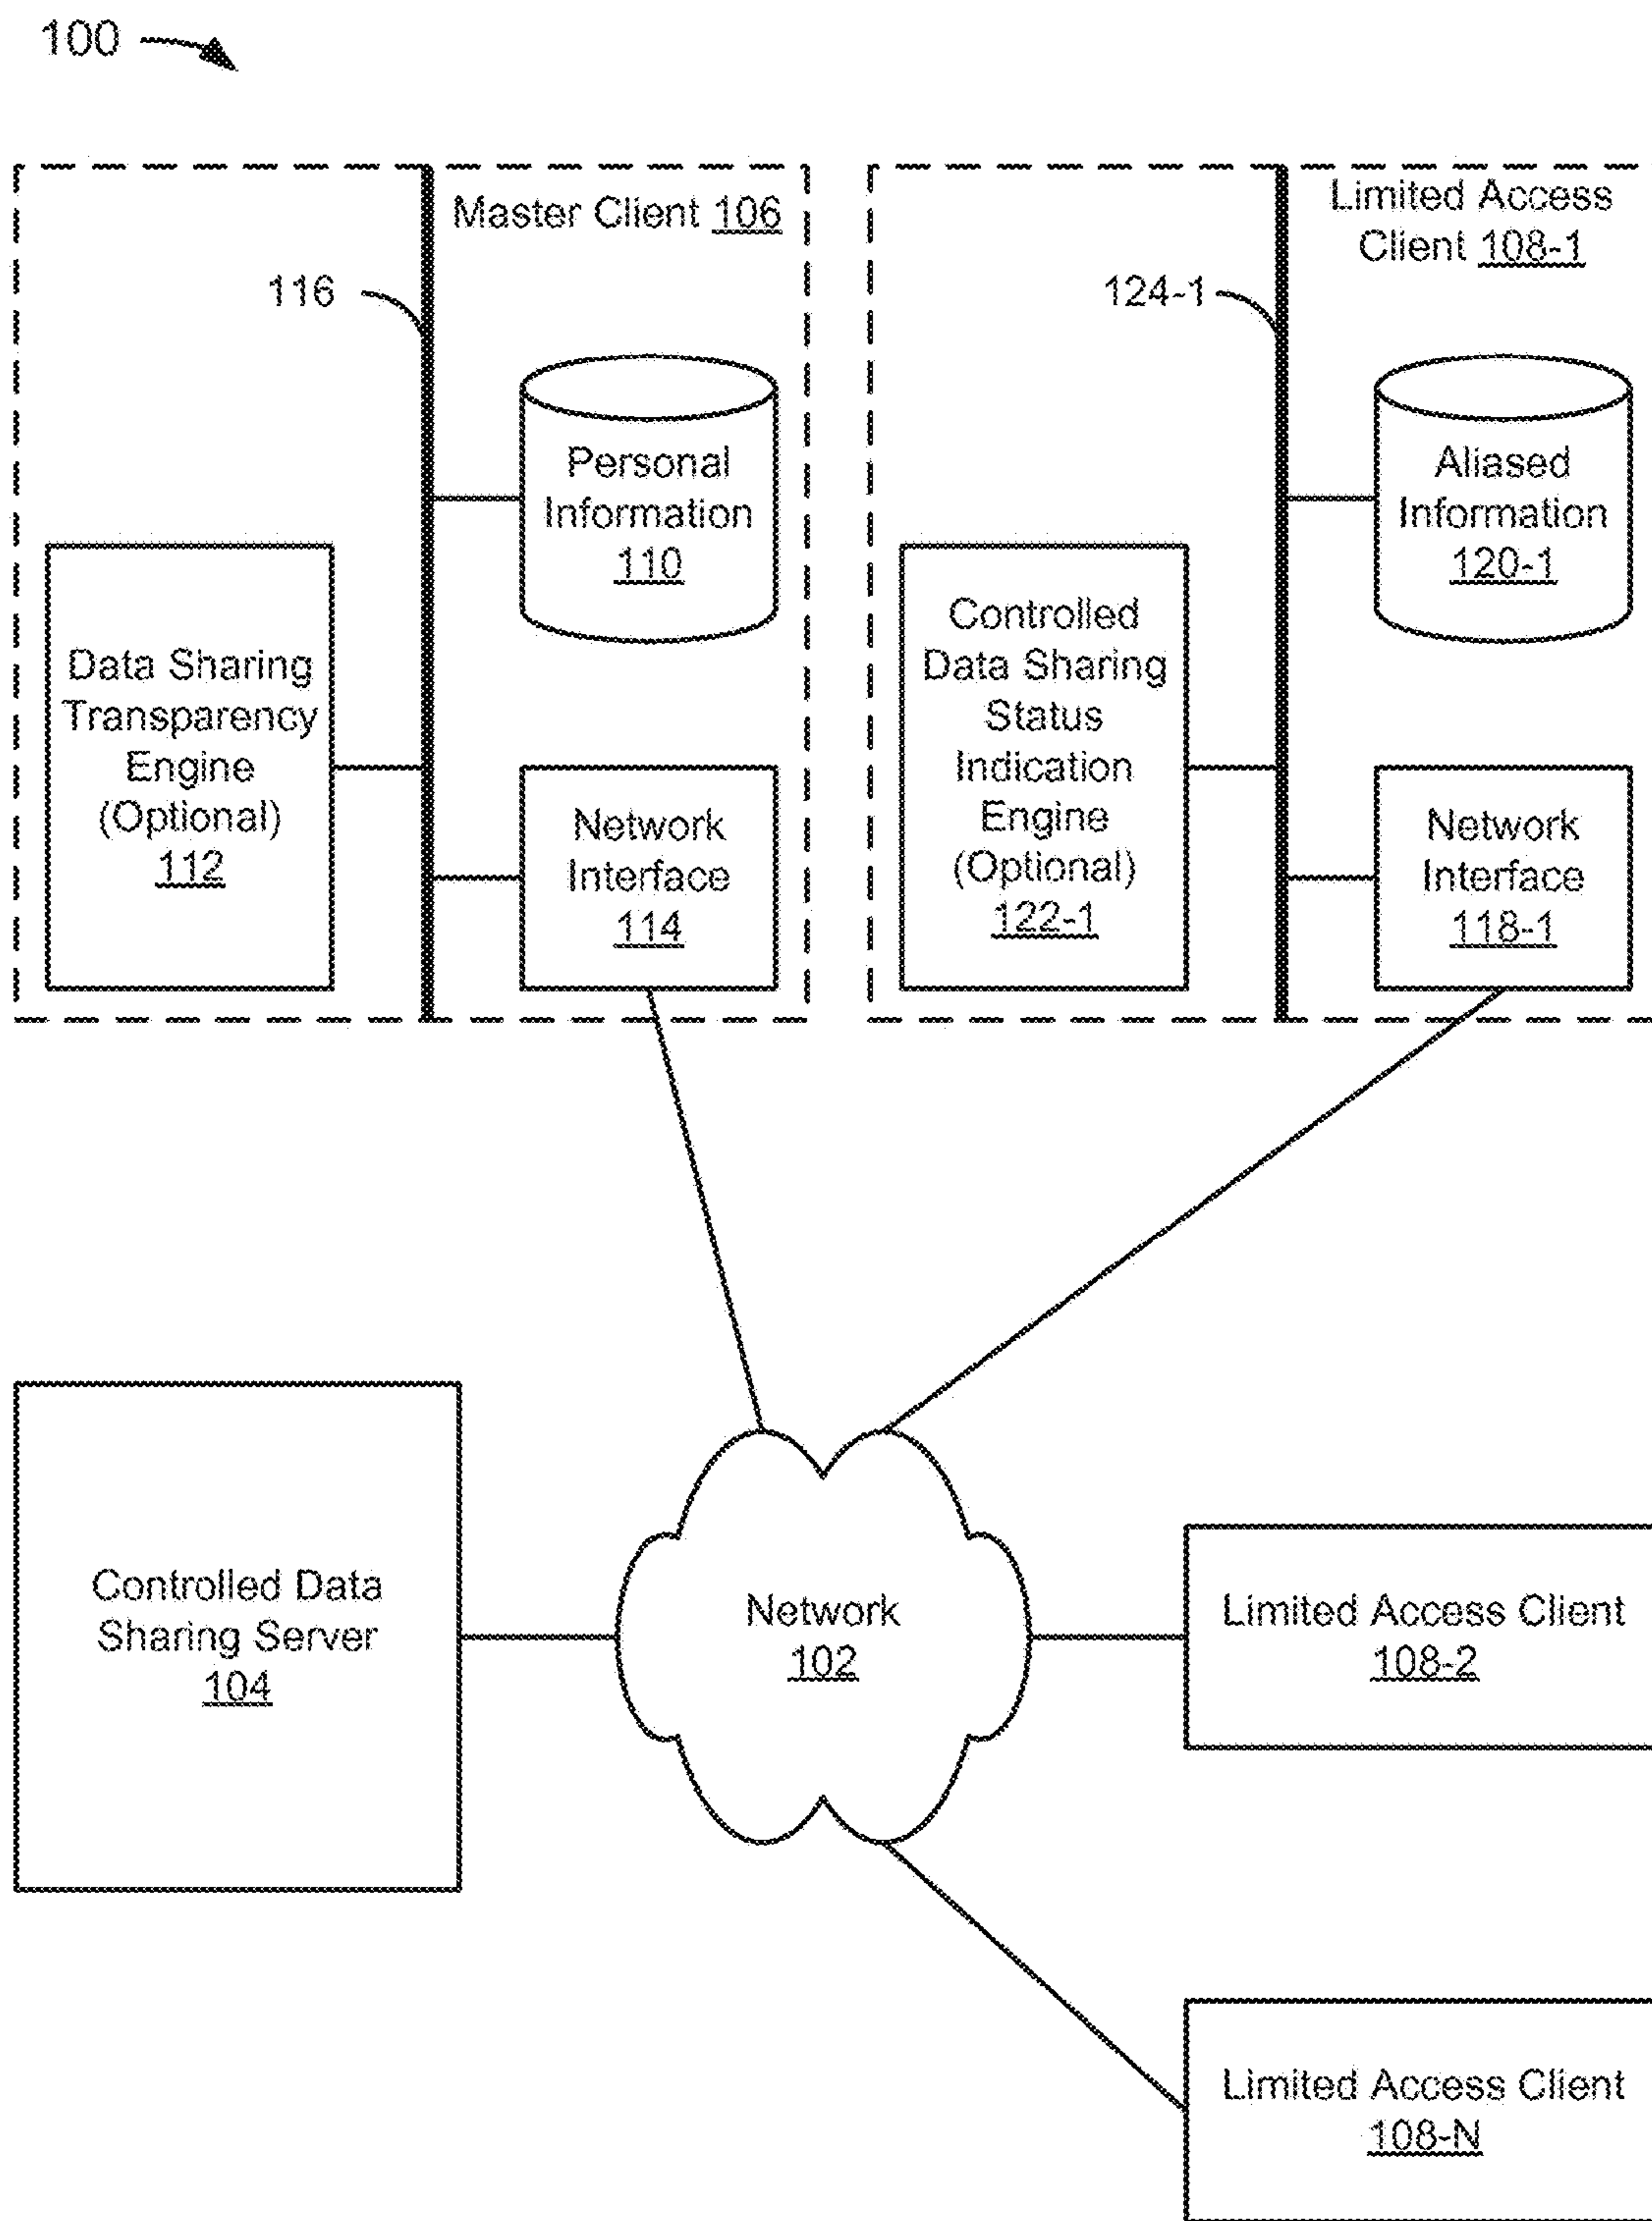 100
Master Client 106
116
Personal
Information
110
Data Sharing
Transparency
Engine
(Optional)
112
Network
Interface
114
Limited Access
Client 108-1
124-1
Aliased
Information
120-1
Controlled
Data Sharing
Status
Indication
Engine
(Optional)
122-1
Network
Interface
118-1
Controlled Data
Sharing Server
104
Network
102
Limited Access Client
108-2
Limited Access Client
108-N